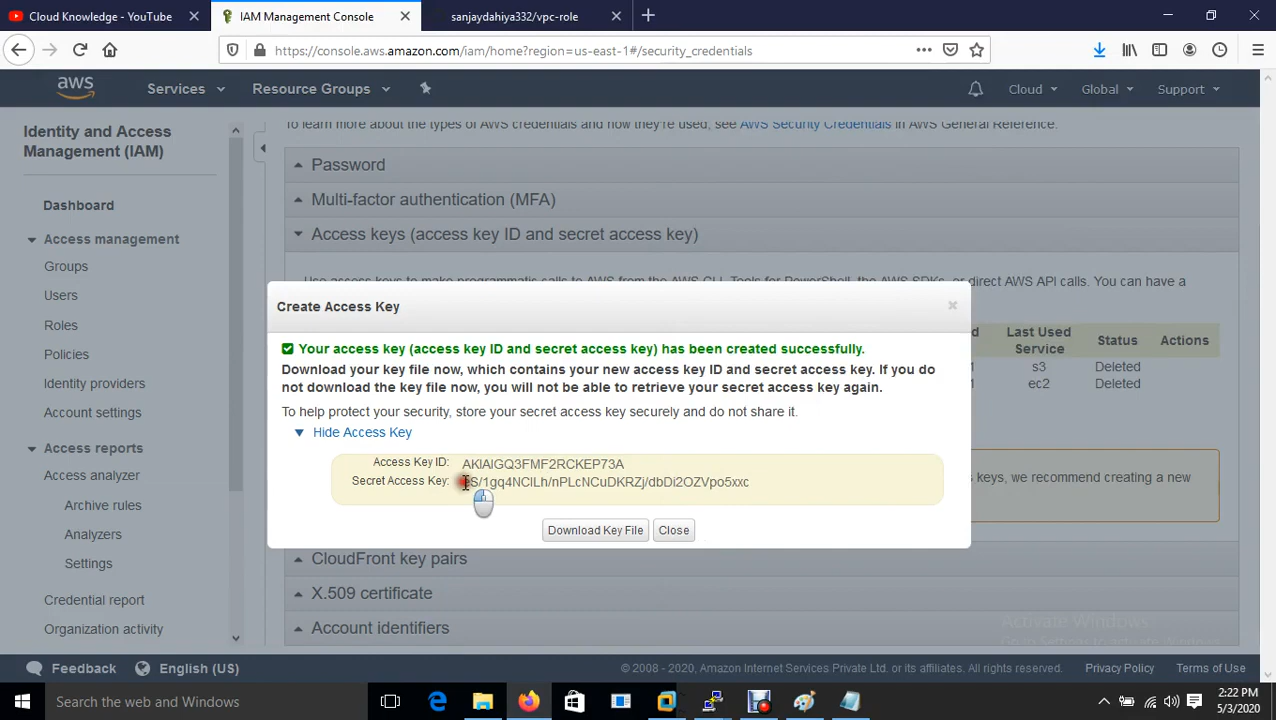 Cloud Knowledge - YouTube
IAM Management Console
sanjaydahiya332/vpc-role
https://console.aws.amazon.com/iam/home?region=us-east-1#/security_credentials
aws
Services
Resource Groups
Cloud
Global
Support
Identity and Access
Management (IAM)
Dashboard
Access management
Groups
Users
Roles
Policies
Identity providers
Account settings
Access reports
Access analyzer
Archive rules
Analyzers
Settings
Credential report
Organization activity
To learn more about the types of AWS credentials and how they're used, see AWS Security Credentials in AWS General Reference.
Password
Multi-factor authentication (MFA)
Access keys (access key ID and secret access key)
Use access keys to make programmatic calls to AWS from the AWS CLI, Tools for PowerShell, the AWS SDKs, or direct AWS API calls. You can have a
Last Used
Service
Status
Actions
s3
Deleted
ec2
Deleted
keys, we recommend creating a new
Create Access Key
Your access key (access key ID and secret access key) has been created successfully.
Download your key file now, which contains your new access key ID and secret access key. If you do
not download the key file now, you will not be able to retrieve your secret access key again.
To help protect your security, store your secret access key securely and do not share it.
Hide Access Key
Access Key ID: AKIAIGQ3FMF2RCKEP73A
Secret Access Key:
Download Key File
Close
CloudFront key pairs
X.509 certificate
Account identifiers
Activate Windows
Go to Settings to activate Windows.
Feedback
English (US)
© 2008 - 2020, Amazon Internet Services Private Ltd. or its affiliates. All rights reserved.
Privacy Policy
Terms of Use
Search the web and Windows
2:22 PM
5/3/2020